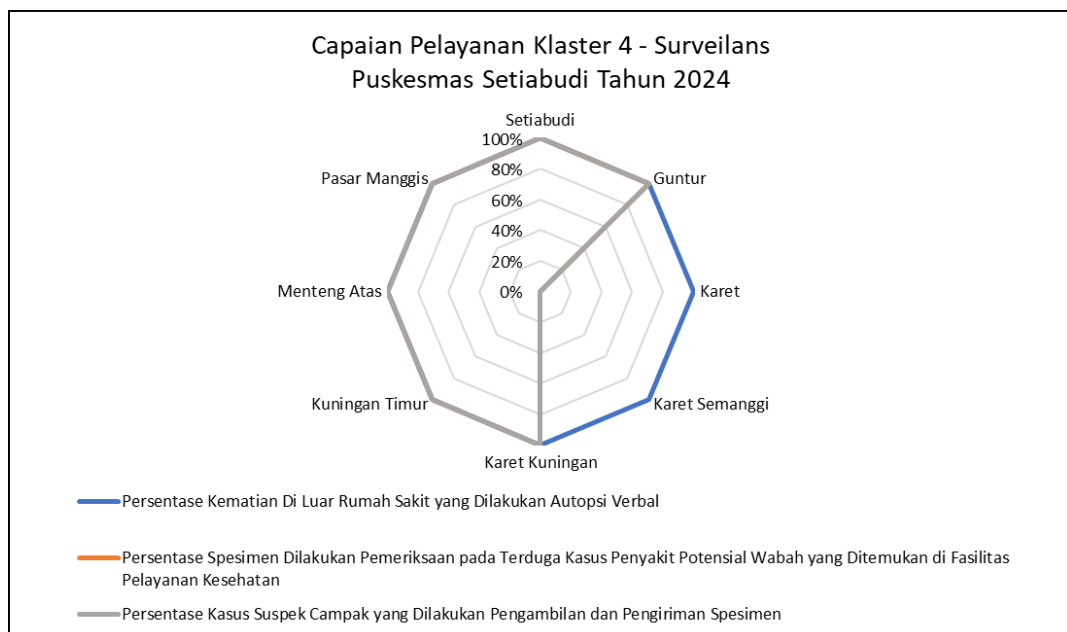 Capaian Pelayanan Klaster 4 - Surveilans
Puskesmas Setiabudi Tahun 2024
Setiabudi
100%
Pasar Manggis
Guntur
80%
60%
40%
20%
Menteng Atas
0%
Karet
Kuningan Timur
Karet Semanggi
Karet Kuningan
Persentase Kematian Di Luar Rumah Sakit yang Dilakukan Autopsi Verbal
Persentase Spesimen Dilakukan Pemeriksaan pada Terduga Kasus Penyakit Potensial Wabah yang Ditemukan di Fasilitas
Pelayanan Kesehatan
Persentase Kasus Suspek Campak yang Dilakukan Pengambilan dan Pengiriman Spesimen